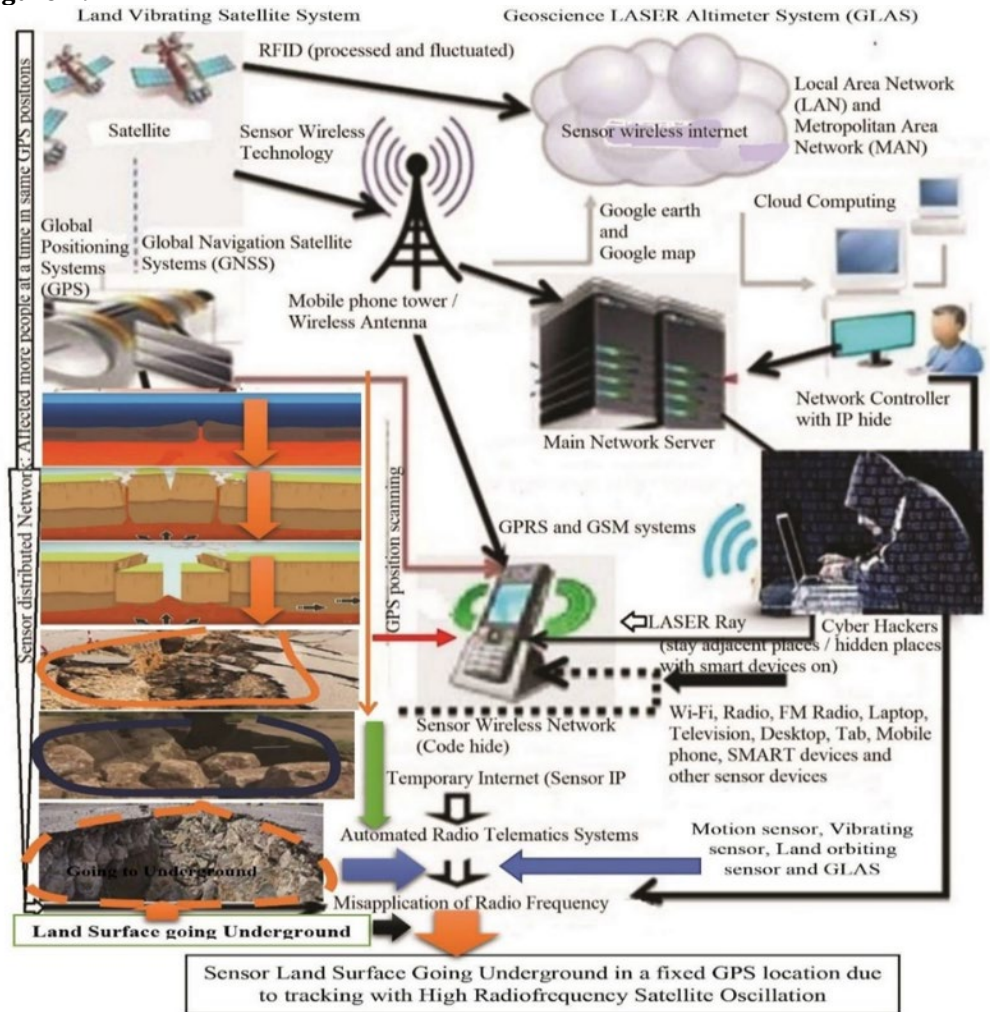 Land Vibrating Satellite System
Geoscience LASER Altimeter System (GLAS)
RFID (processed and fluctuated)
Satellite
Sensor Wireless
Technology
Sensor wireless internet
Local Area Network
(LAN) and
Metropolitan Area
Network (MAN)
Cloud Computing
Google earth
and
Google map
Global
Positioning
Systems
(GPS)
Global Navigation Satellite
Systems (GNSS)
Mobile phone tower /
Wireless Antenna
Main Network Server
Network Controller
with IP hide
Sensor distributed Network: Affected more people at a time in same GPS positions
GPS position scanning
GPRS and GSM systems
LASER Ray
Cyber Hackers
(stay adjacent places / hidden places
with smart devices on)
Sensor Wireless Network
(Code hide)
Wi-Fi, Radio, FM Radio, Laptop,
Television, Desktop, Tab, Mobile
phone, SMART devices and
other sensor devices
Temporary Internet (Sensor IP
Automated Radio Telematics Systems
Motion sensor, Vibrating
sensor, Land orbiting
sensor and GLAS
Going to Underground
Misapplication of Radio Frequency
Land Surface going Underground
Sensor Land Surface Going Underground in a fixed GPS location due
to tracking with High Radiofrequency Satellite Oscillation